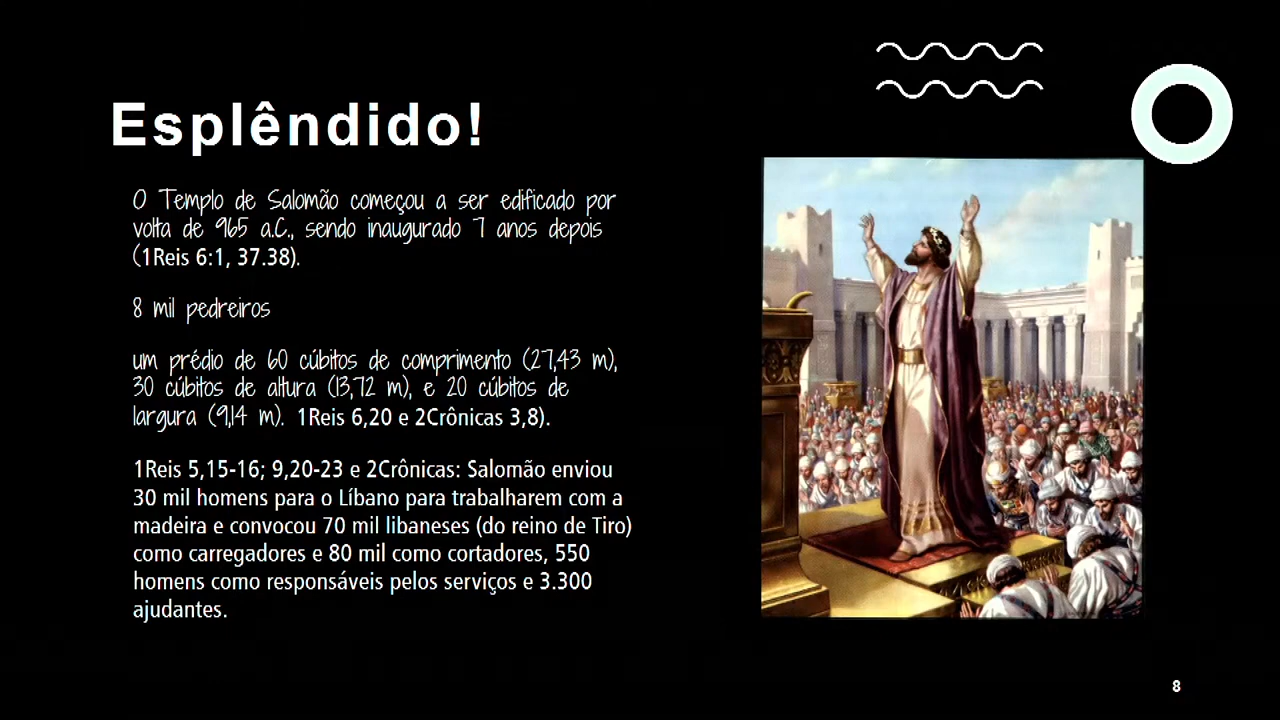 Esplêndido!
O Templo de Salomão começou a ser edificado por
volta de 965 a.C., sendo inaugurado 7 anos depois
(1Reis 6:1, 37.38).
8 mil pedreiros
um prédio de 60 cúbitos de comprimento (27,43 m),
30 cúbitos de altura (13,72 m), e 20 cúbitos de
largura (9,14 m). 1Reis 6,20 e 2Crônicas 3,8).
1Reis 5,15-16; 9,20-23 e 2Crônicas: Salomão enviou
30 mil homens para o Líbano para trabalharem com a
madeira e convocou 70 mil libaneses (do reino de Tiro)
como carregadores e 80 mil como cortadores, 550
homens como responsáveis pelos serviços e 3.300
ajudantes.
8